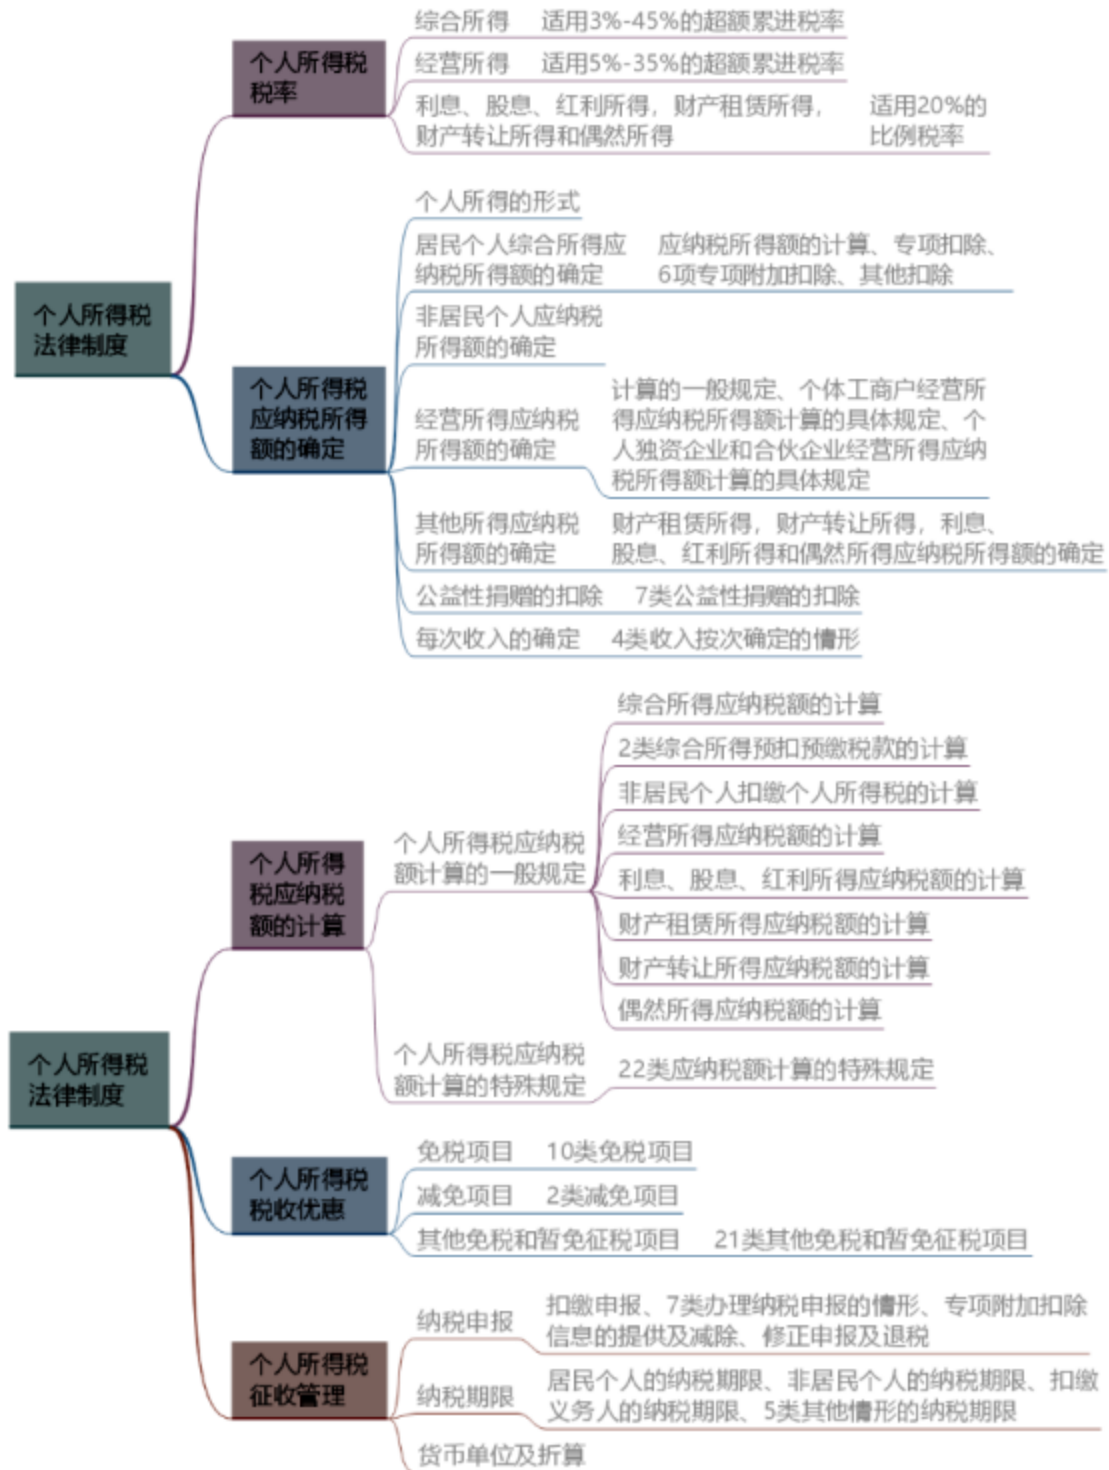 个人所得税
法律制度
个人所得税
税率
综合所得 适用3%-45%的超额累进税率
经营所得 适用5%-35%的超额累进税率
利息、股息、红利所得，财产租赁所得，
财产转让所得和偶然所得
适用20%的
比例税率
个人所得税
应纳税所得
额的确定
个人所得的形式
居民个人综合所得应
纳税所得额的确定
应纳税所得额的计算、专项扣除、
6项专项附加扣除、其他扣除
非居民个人应纳税
所得额的确定
经营所得应纳税
所得额的确定
计算的一般规定、个体工商户经营所
得应纳税所得额计算的具体规定、个
人独资企业和合伙企业经营所得应纳
税所得额计算的具体规定
其他所得应纳税
所得额的确定
财产租赁所得，财产转让所得，利息、
股息、红利所得和偶然所得应纳税所得额的确定
公益性捐赠的扣除 7类公益性捐赠的扣除
每次收入的确定 4类收入按次确定的情形
个人所得税
法律制度
个人所得
税应纳税
额的计算
个人所得税应纳税
额计算的一般规定
综合所得应纳税额的计算
2类综合所得预扣预缴税款的计算
非居民个人扣缴个人所得税的计算
经营所得应纳税额的计算
利息、股息、红利所得应纳税额的计算
财产租赁所得应纳税额的计算
财产转让所得应纳税额的计算
偶然所得应纳税额的计算
个人所得税应纳税
额计算的特殊规定
22类应纳税额计算的特殊规定
个人所得税
税收优惠
免税项目 10类免税项目
减免项目 2类减免项目
其他免税和暂免征税项目 21类其他免税和暂免征税项目
个人所得税
征收管理
纳税申报
扣缴申报、7类办理纳税申报的情形、专项附加扣除
信息的提供及减除、修正申报及退税
纳税期限
居民个人的纳税期限、非居民个人的纳税期限、扣缴
义务人的纳税期限、5类其他情形的纳税期限
货币单位及折算